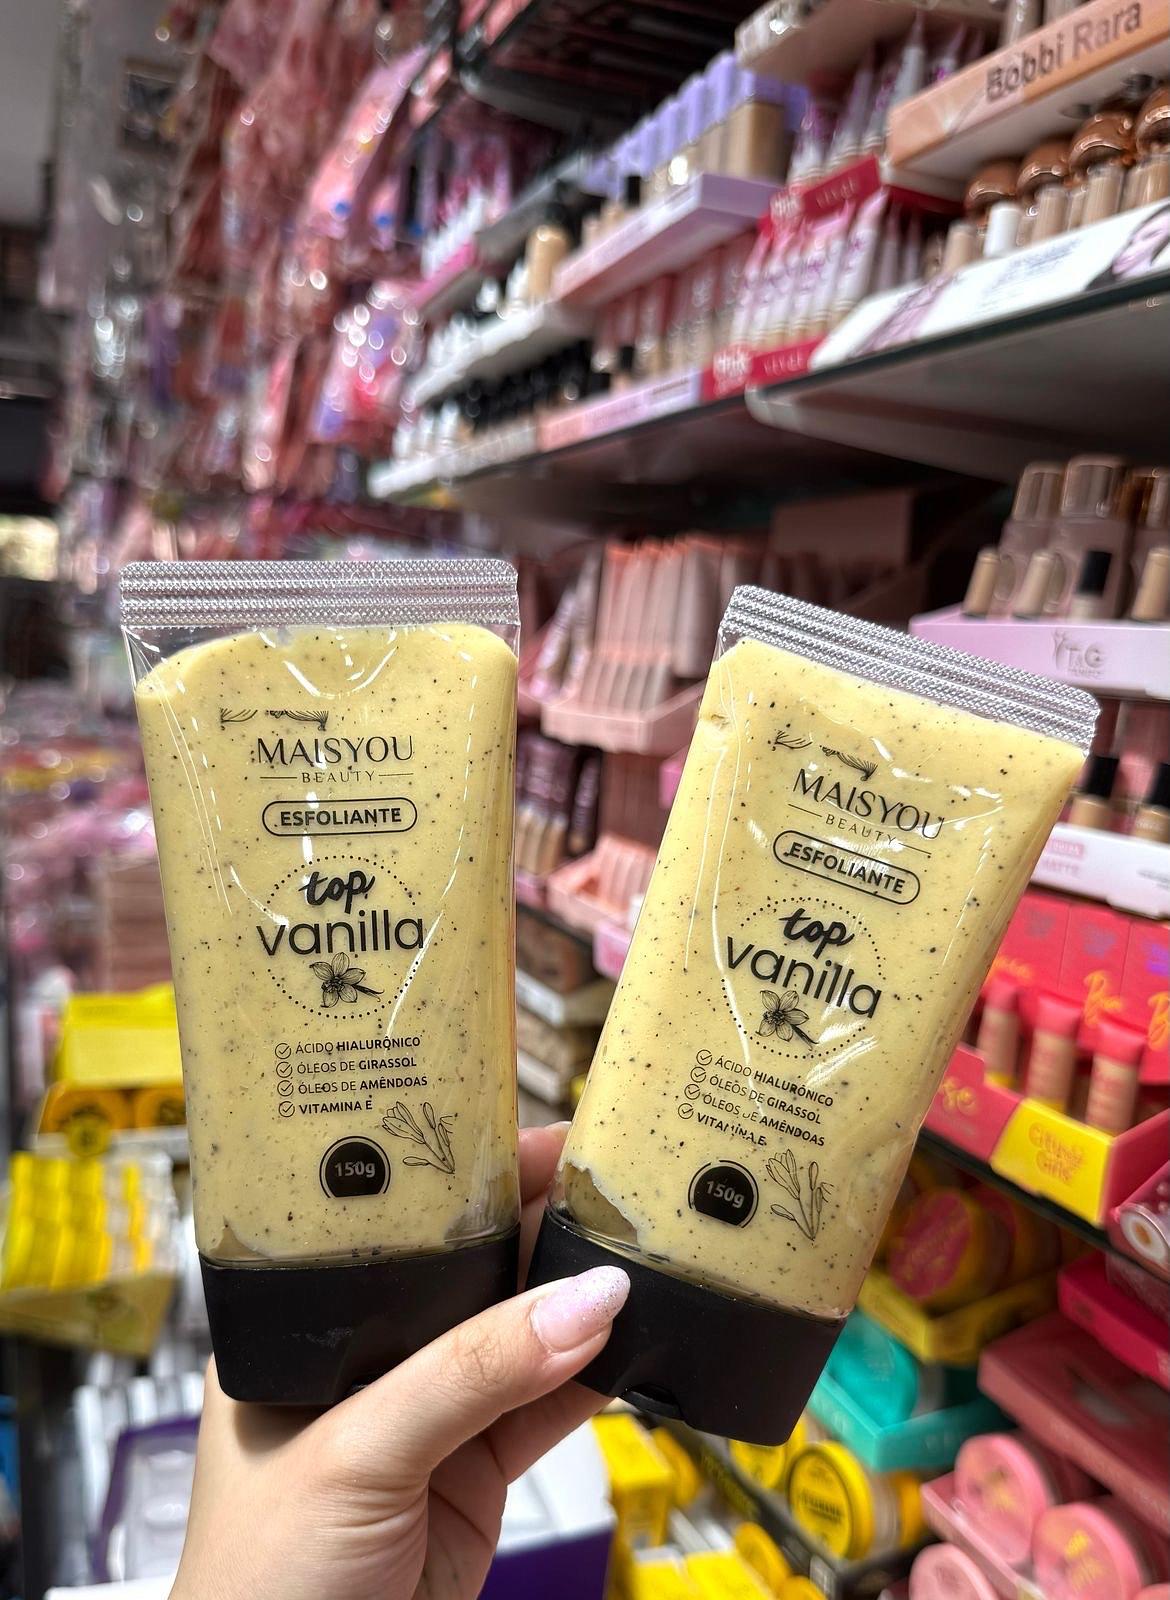 Bobbi Rara
MAISYOU
BEAUTY
ESFOLIANTE
top
vanilla
ÁCIDO HIALURÔNICO
ÓLEOS DE GIRASSOL
ÓLEOS DE AMÊNDOAS
VITAMINA E
150g
MAISYOU
BEAUTY
ESFOLIANTE
top
vanilla
ÁCIDO HIALURÔNICO
ÓLEOS DE GIRASSOL
ÓLEOS DE AMÊNDOAS
VITAMINA E
150g